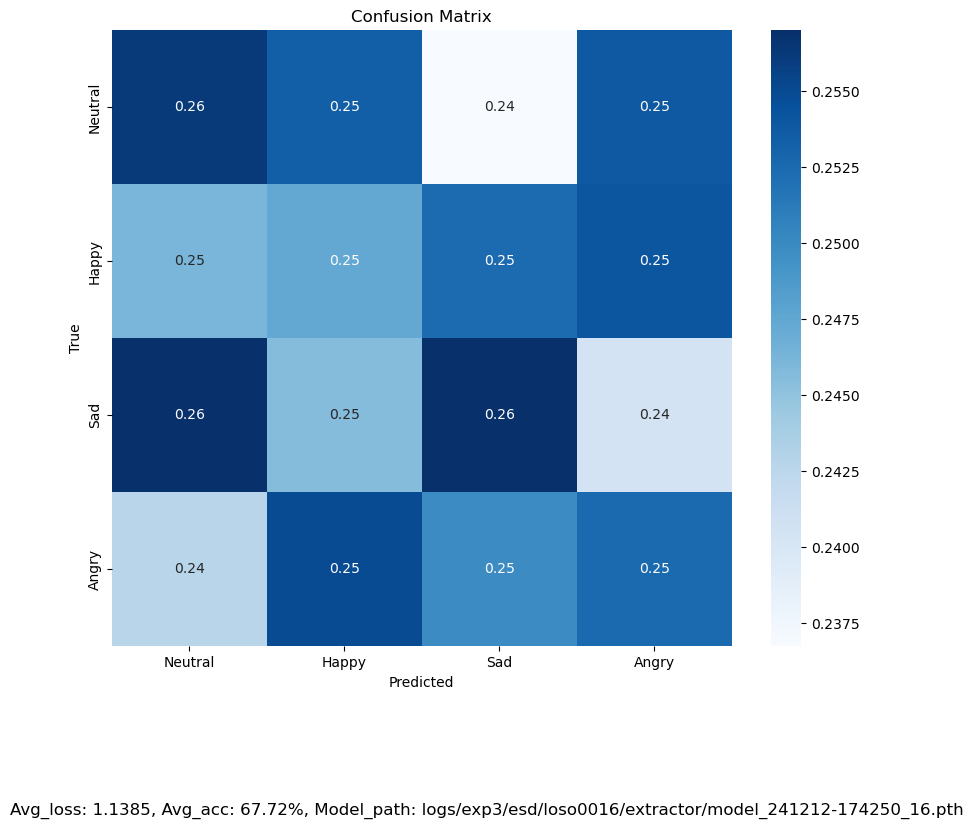 Confusion Matrix
Neutral
0.26 0.25 0.24 0.25
Happy
0.25 0.25 0.25 0.25
Sad
0.26 0.25 0.26 0.24
Angry
0.24 0.25 0.25 0.25
True
Neutral Happy Sad Angry
Predicted
0.2550
0.2525
0.2500
0.2475
0.2450
0.2425
0.2400
0.2375
Avg_loss: 1.1385, Avg_acc: 67.72%, Model_path: logs/exp3/esd/loso0016/extractor/model_241212-174250_16.pth